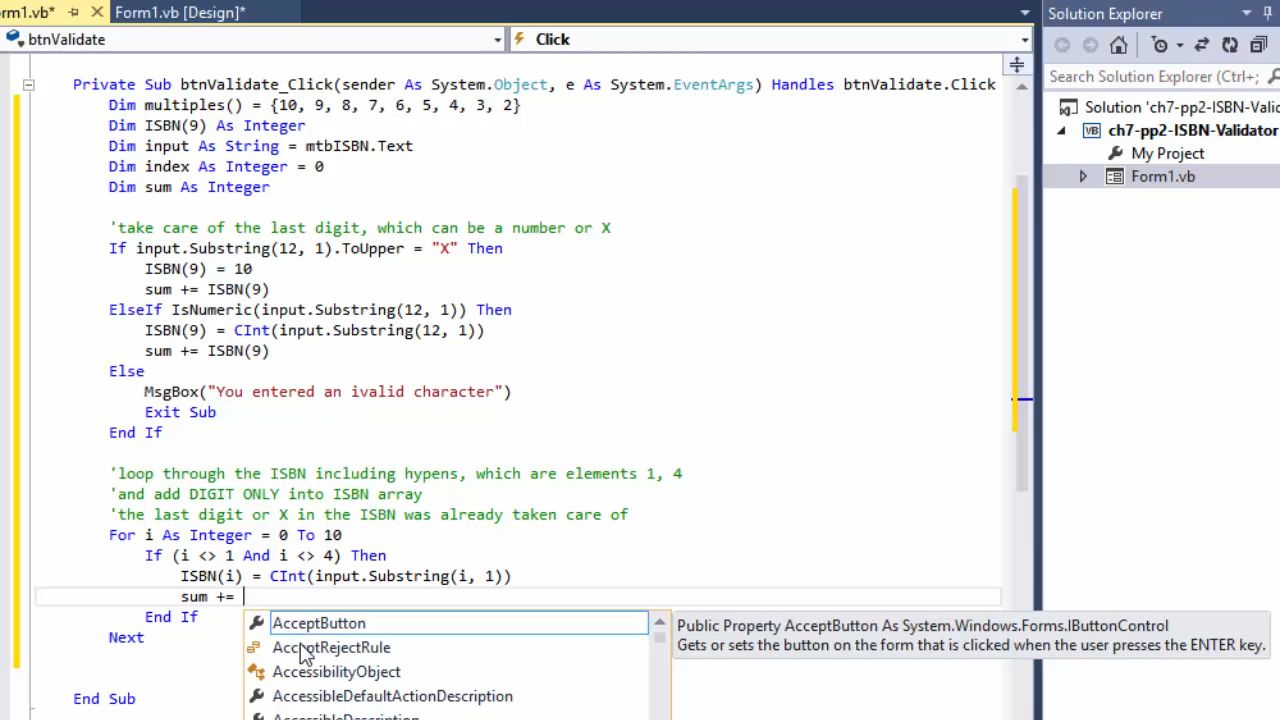 orm1.vb* Form1.vb [Design]*
btnValidate Click
Private Sub btnValidate_Click(sender As System.Object, e As System.EventArgs) Handles btnValidate.Click
Dim multiples() = {10, 9, 8, 7, 6, 5, 4, 3, 2}
Dim ISBN(9) As Integer
Dim input As String = mtbISBN.Text
Dim index As Integer = 0
Dim sum As Integer
'take care of the last digit, which can be a number or X
If input.Substring(12, 1).ToUpper = "X" Then
ISBN(9) = 10
sum += ISBN(9)
ElseIf IsNumeric(input.Substring(12, 1)) Then
ISBN(9) = CInt(input.Substring(12, 1))
sum += ISBN(9)
Else
MsgBox("You entered an ivalid character")
Exit Sub
End If
'loop through the ISBN including hypens, which are elements 1, 4
'and add DIGIT ONLY into ISBN array
'the last digit or X in the ISBN was already taken care of
For i As Integer = 0 To 10
If (i <> 1 And i <> 4) Then
ISBN(i) = CInt(input.Substring(i, 1))
sum +=
End If
Next
End Sub
AcceptButton
AcceptRejectRule
AccessibilityObject
AccessibleDefaultActionDescription
AccessibleDescription
Public Property AcceptButton As System.Windows.Forms.IButtonControl
Gets or sets the button on the form that is clicked when the user presses the ENTER key.
Solution Explorer
Search Solution Explorer (Ctrl+;
Solution 'ch7-pp2-ISBN-Valid
VB ch7-pp2-ISBN-Validator
My Project
Form1.vb